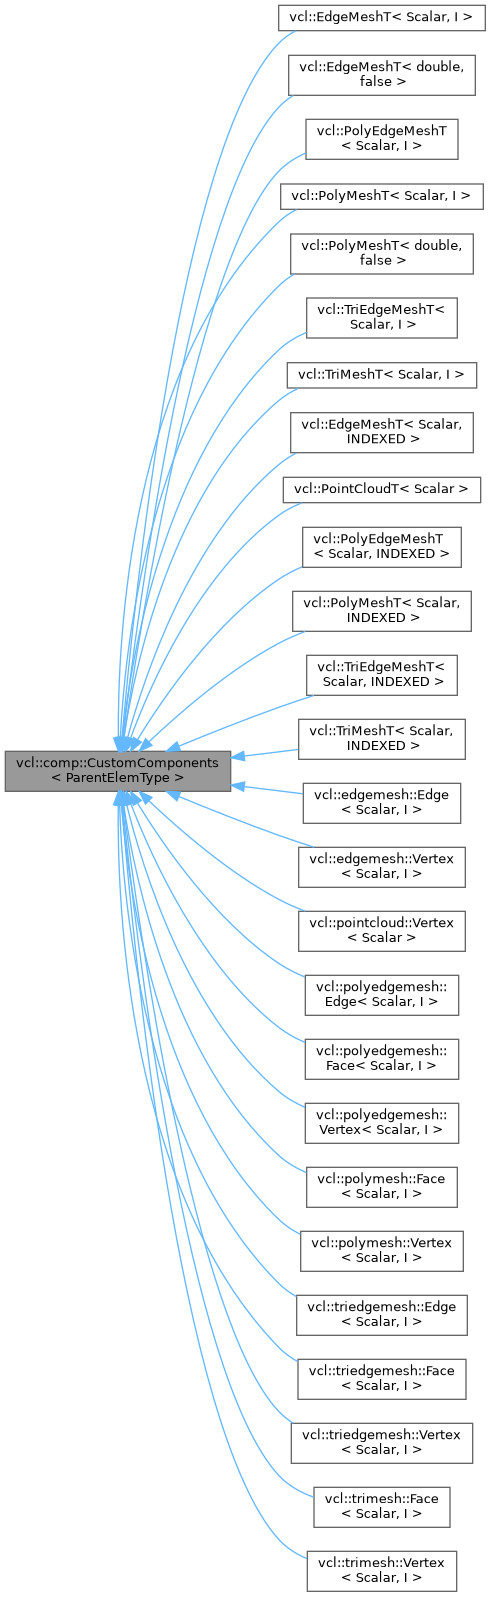 vcl::EdgeMeshT< Scalar, I >
vcl::EdgeMeshT< double,
false >
vcl::PolyEdgeMeshT
< Scalar, I >
vcl::PolyMeshT< Scalar, I >
vcl::PolyMeshT< double,
false >
vcl::TriEdgeMeshT<
Scalar, I >
vcl::TriMeshT< Scalar, I >
vcl::EdgeMeshT< Scalar,
INDEXED >
vcl::PointCloudT< Scalar >
vcl::PolyEdgeMeshT
< Scalar, INDEXED >
vcl::PolyMeshT< Scalar,
INDEXED >
vcl::TriEdgeMeshT<
Scalar, INDEXED >
vcl::TriMeshT< Scalar,
INDEXED >
vcl::comp::CustomComponents
< ParentElemType >
vcl::edgemesh::Edge
< Scalar, I >
vcl::edgemesh::Vertex
< Scalar, I >
vcl::pointcloud::Vertex
< Scalar >
vcl::polyedgemesh::
Edge< Scalar, I >
vcl::polyedgemesh::
Face< Scalar, I >
vcl::polyedgemesh::
Vertex< Scalar, I >
vcl::polymesh::Face
< Scalar, I >
vcl::polymesh::Vertex
< Scalar, I >
vcl::triedgemesh::Edge
< Scalar, I >
vcl::triedgemesh::Face
< Scalar, I >
vcl::triedgemesh::Vertex
< Scalar, I >
vcl::trimesh::Face
< Scalar, I >
vcl::trimesh::Vertex
< Scalar, I >